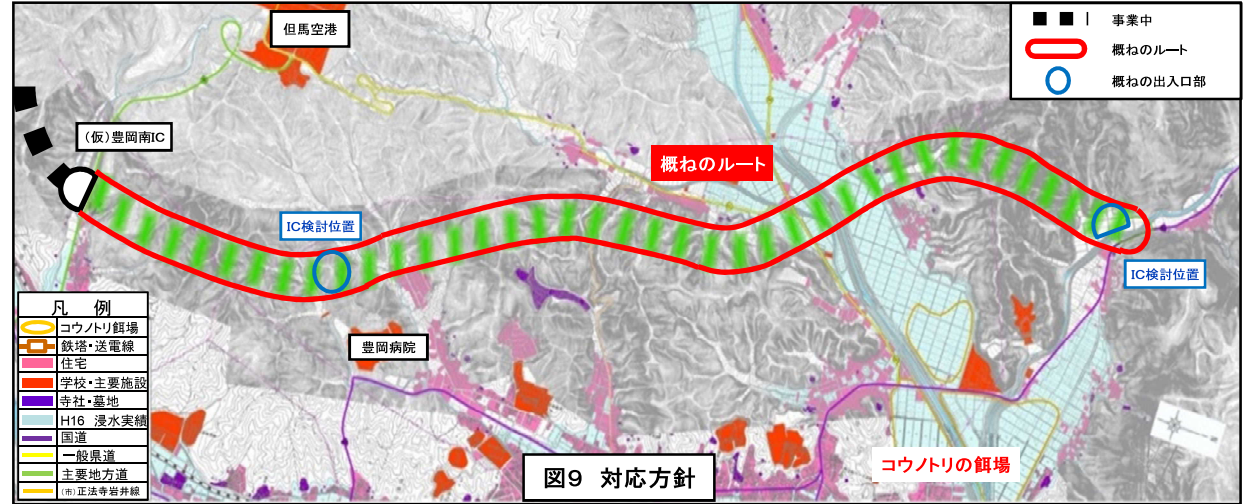 但馬空港
事業中
概ねのルート
概ねの出入口部
(仮)豊岡南IC
概ねのルート
IC検討位置
IC検討位置
豊岡病院
凡 例
コウノトリ餌場
鉄塔・送電線
住宅
学校・主要施設
寺社・墓地
H16 浸水実績
国道
一般県道
主要地方道
(市)正法寺岩井線
コウノトリの餌場
図9 対応方針